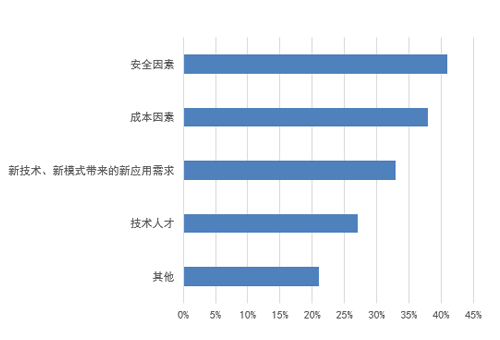 安全因素
成本因素
新技术、新模式带来的新应用需求
技术人才
其他
0% 5% 10% 15% 20% 25% 30% 35% 40% 45%